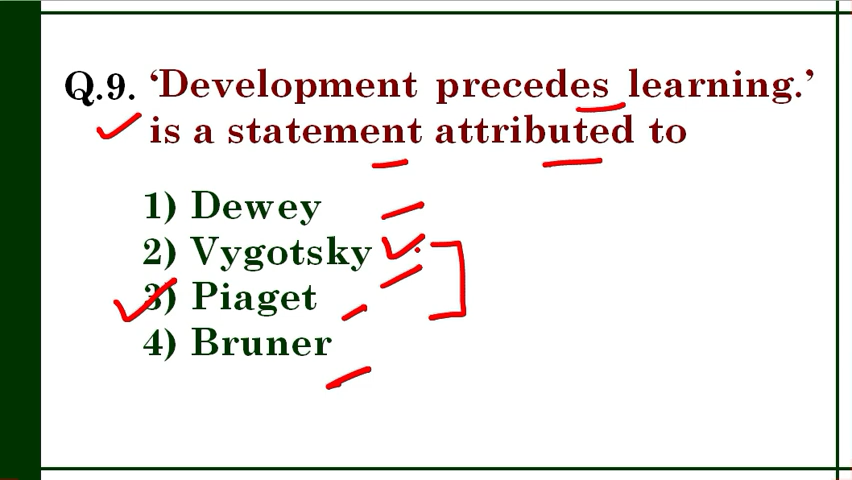 Q.9. ‘Development precedes learning.’
is a statement attributed to
1) Dewey
2) Vygotsky
3) Piaget
4) Bruner